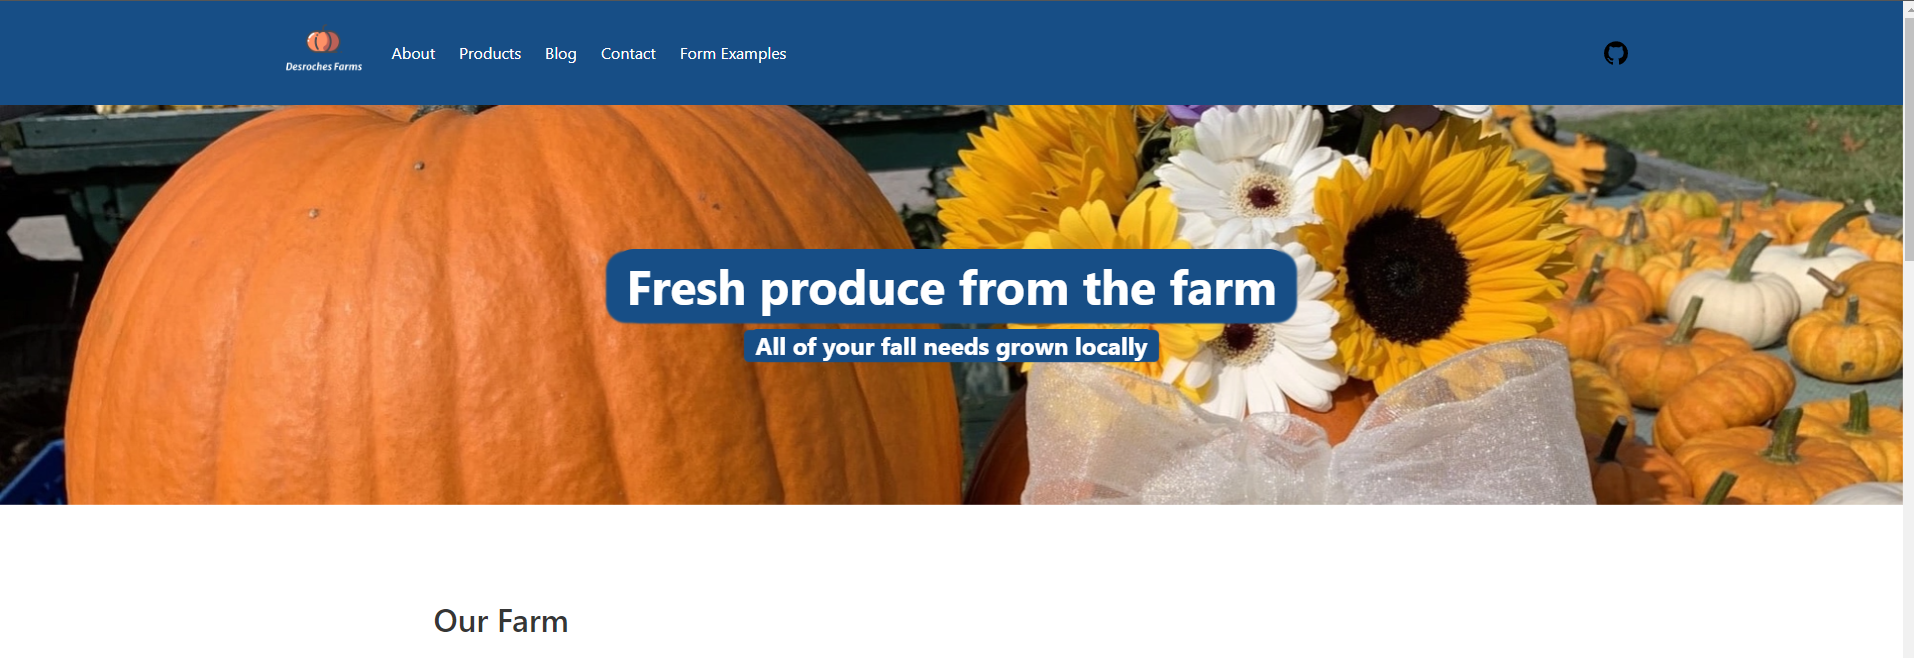 Desroches Farms
About Products Blog Contact Form Examples
Fresh produce from the farm
All of your fall needs grown locally
Our Farm